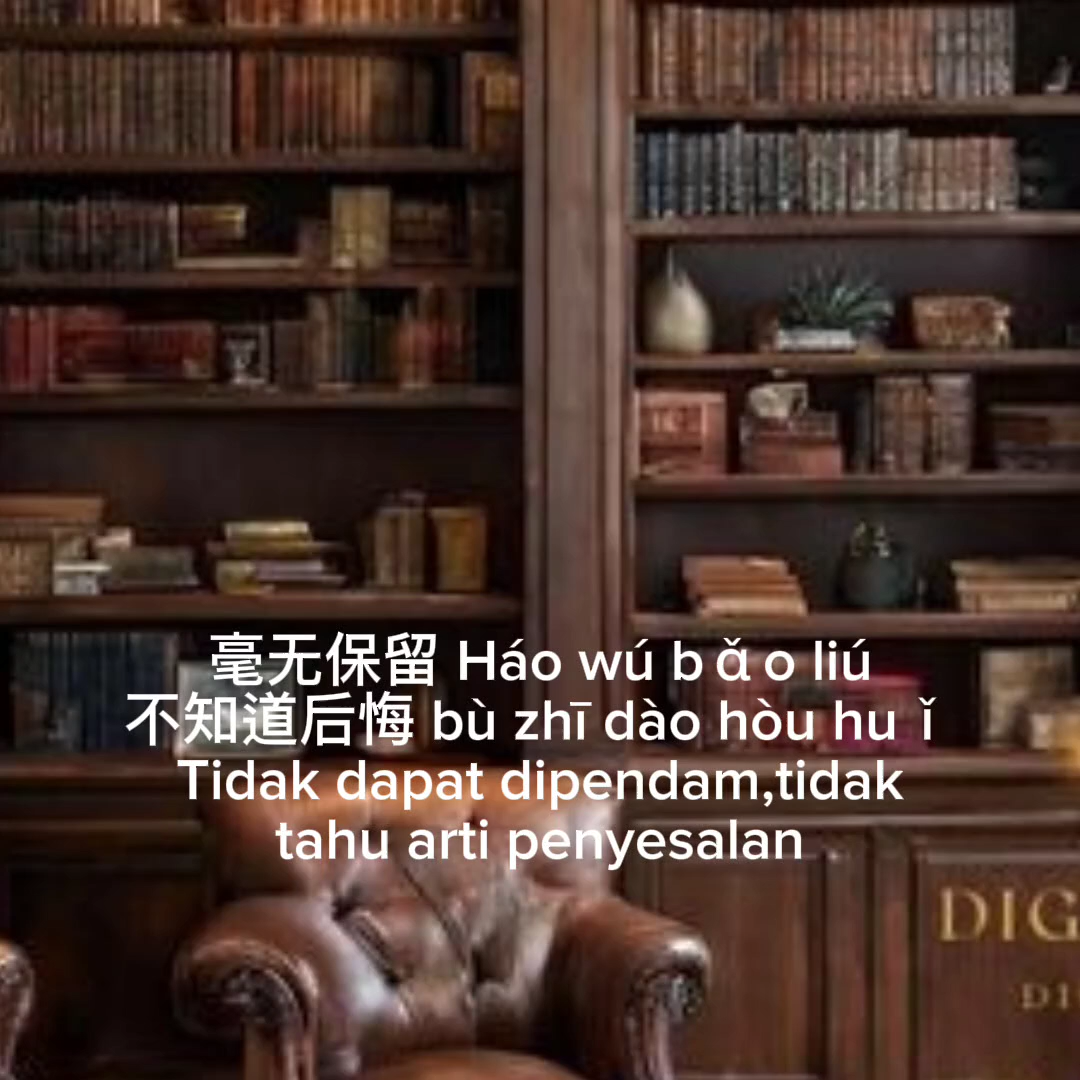 毫无保留 Háo wú bǎo liú
不知道后悔 bù zhī dào hòu huǐ
Tidak dapat dipendam,tidak
tahu arti penyesalan
DIG